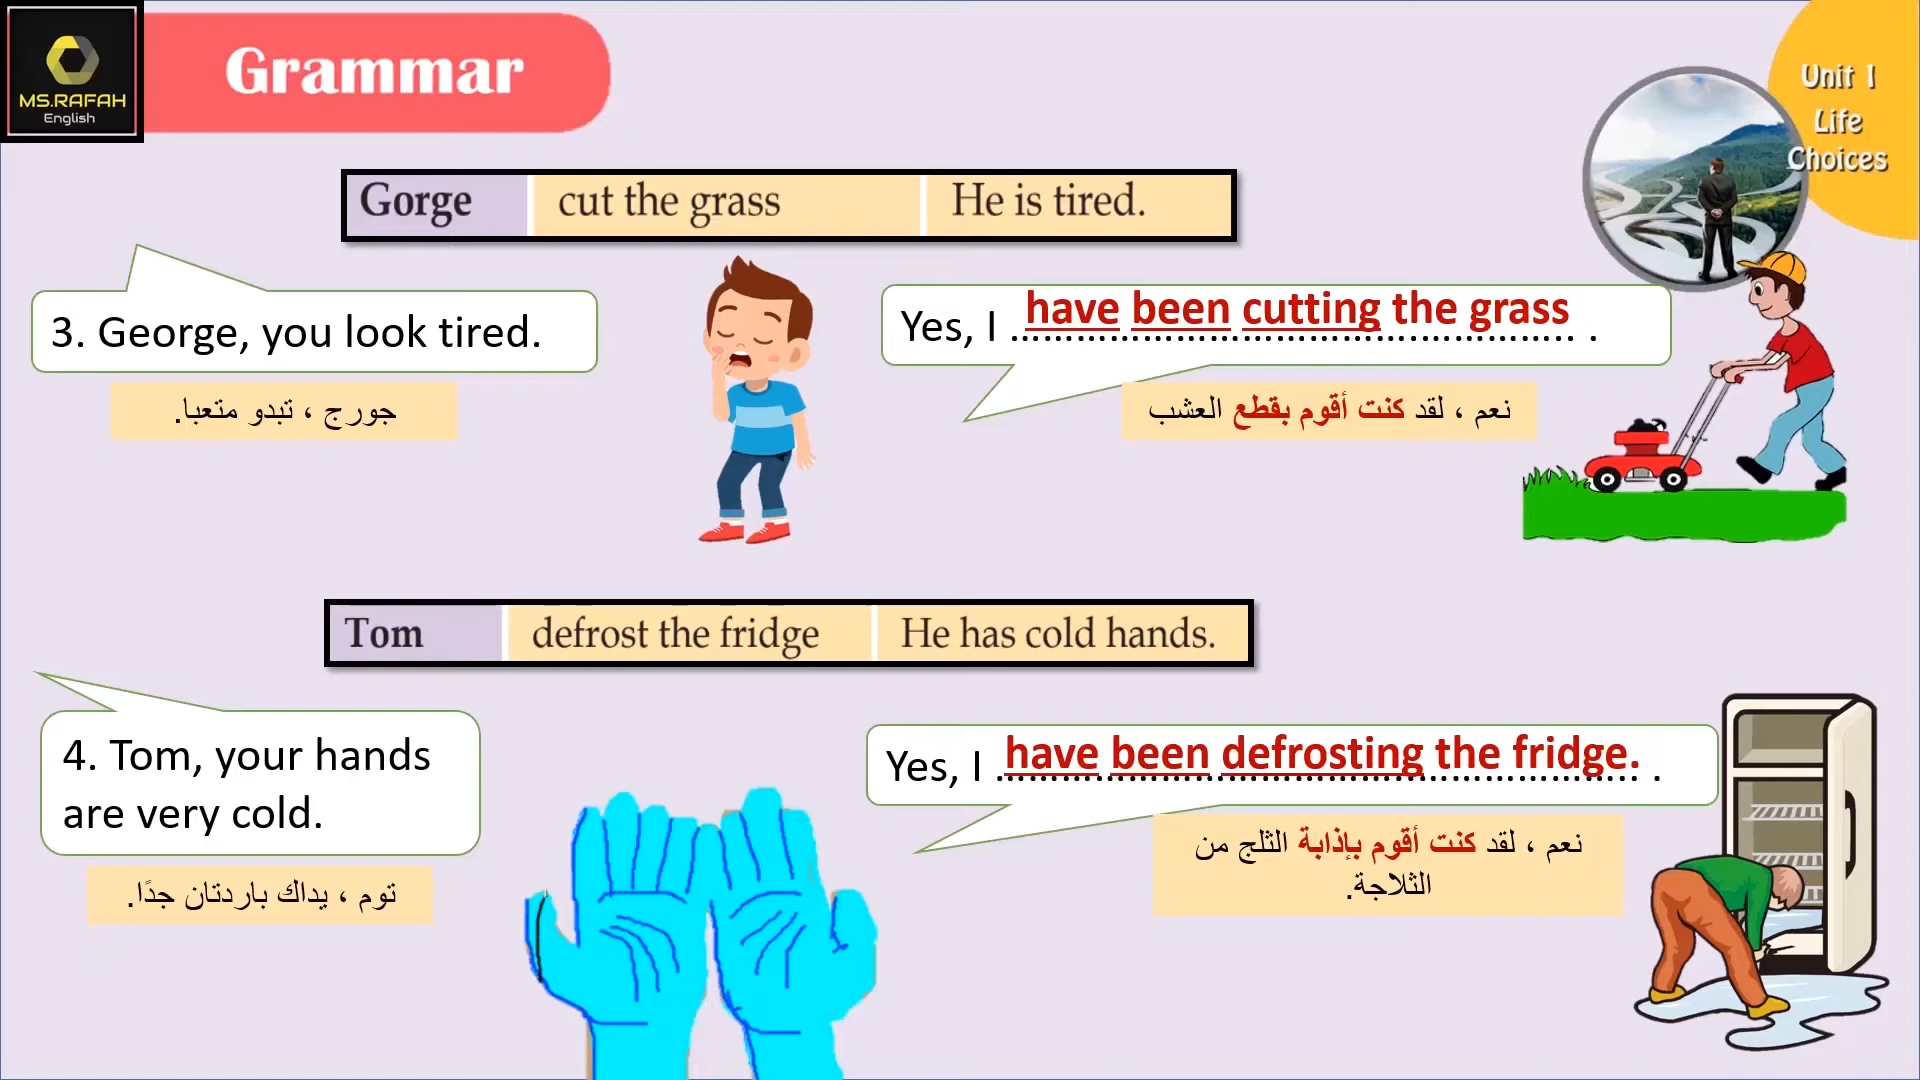 MS.RAFAH
English
Grammar
Unit 1
Life
Choices
Gorge cut the grass He is tired.
3. George, you look tired.
Yes, I have been cutting the grass .
جورج ، تبدو متعبا.
نعم ، لقد كنت أقوم بقطع العشب
Tom defrost the fridge He has cold hands.
4. Tom, your hands
are very cold.
Yes, I have been defrosting the fridge. .
توم ، يداك باردتان جدًا.
نعم ، لقد كنت أقوم بإذابة الثلج من
الثلاجة.